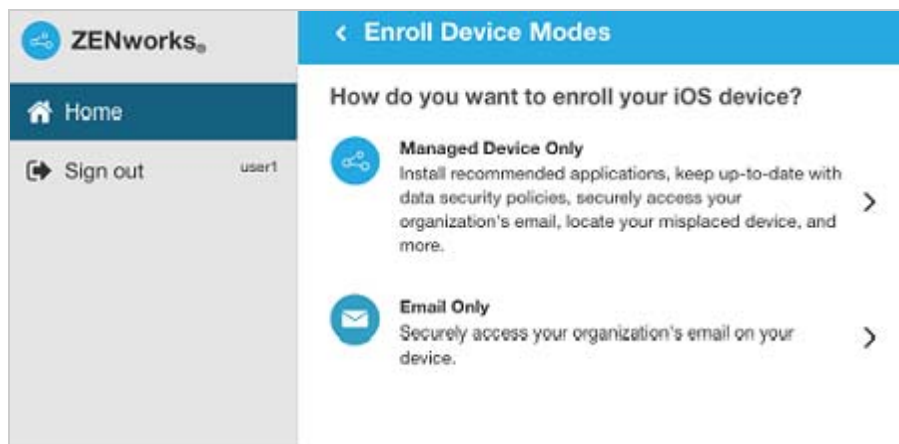 ZENworks®
Home
Sign out
user1
Enroll Device Modes
How do you want to enroll your iOS device?
Managed Device Only
Install recommended applications, keep up-to-date with
data security policies, securely access your
organization's email, locate your misplaced device, and
more.
Email Only
Securely access your organization's email on your
device.